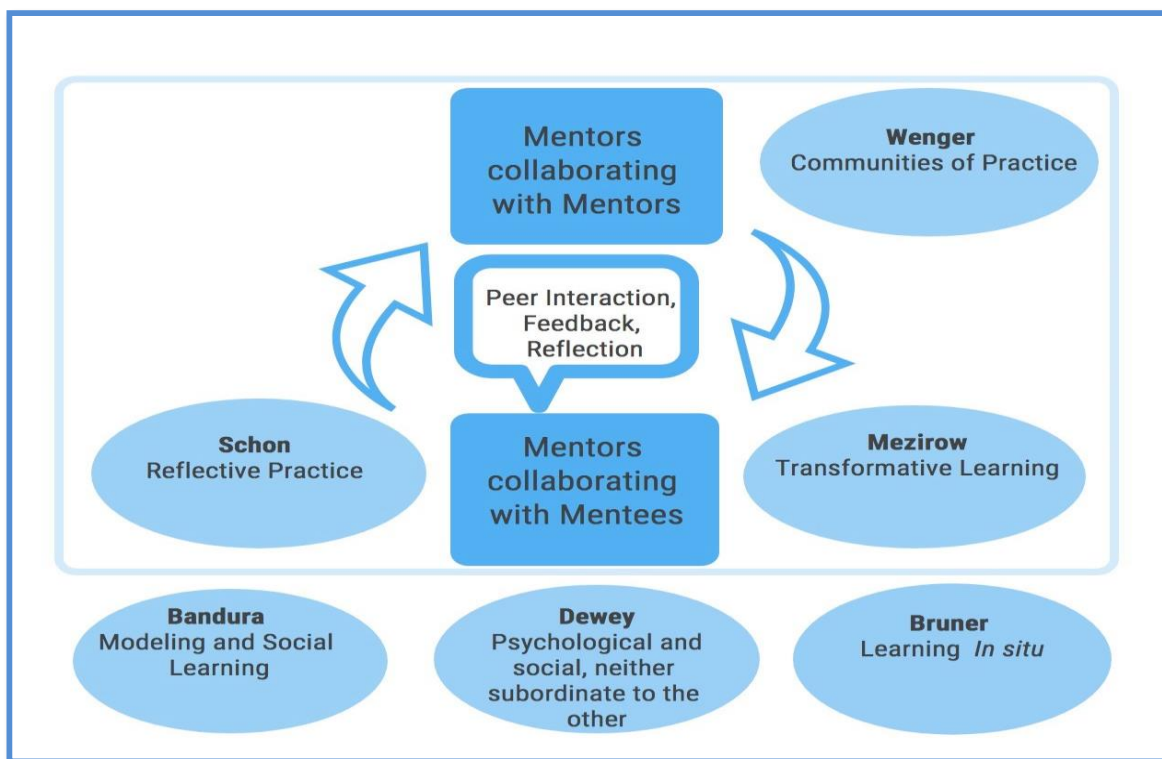 Mentors
collaborating
with Mentors
Wenger
Communities of Practice
Peer Interaction,
Feedback,
Reflection
Schon
Reflective Practice
Mentors
collaborating
with Mentees
Mezirow
Transformative Learning
Bandura
Modeling and Social
Learning
Dewey
Psychological and
social, neither
subordinate to the
other
Bruner
Learning In situ